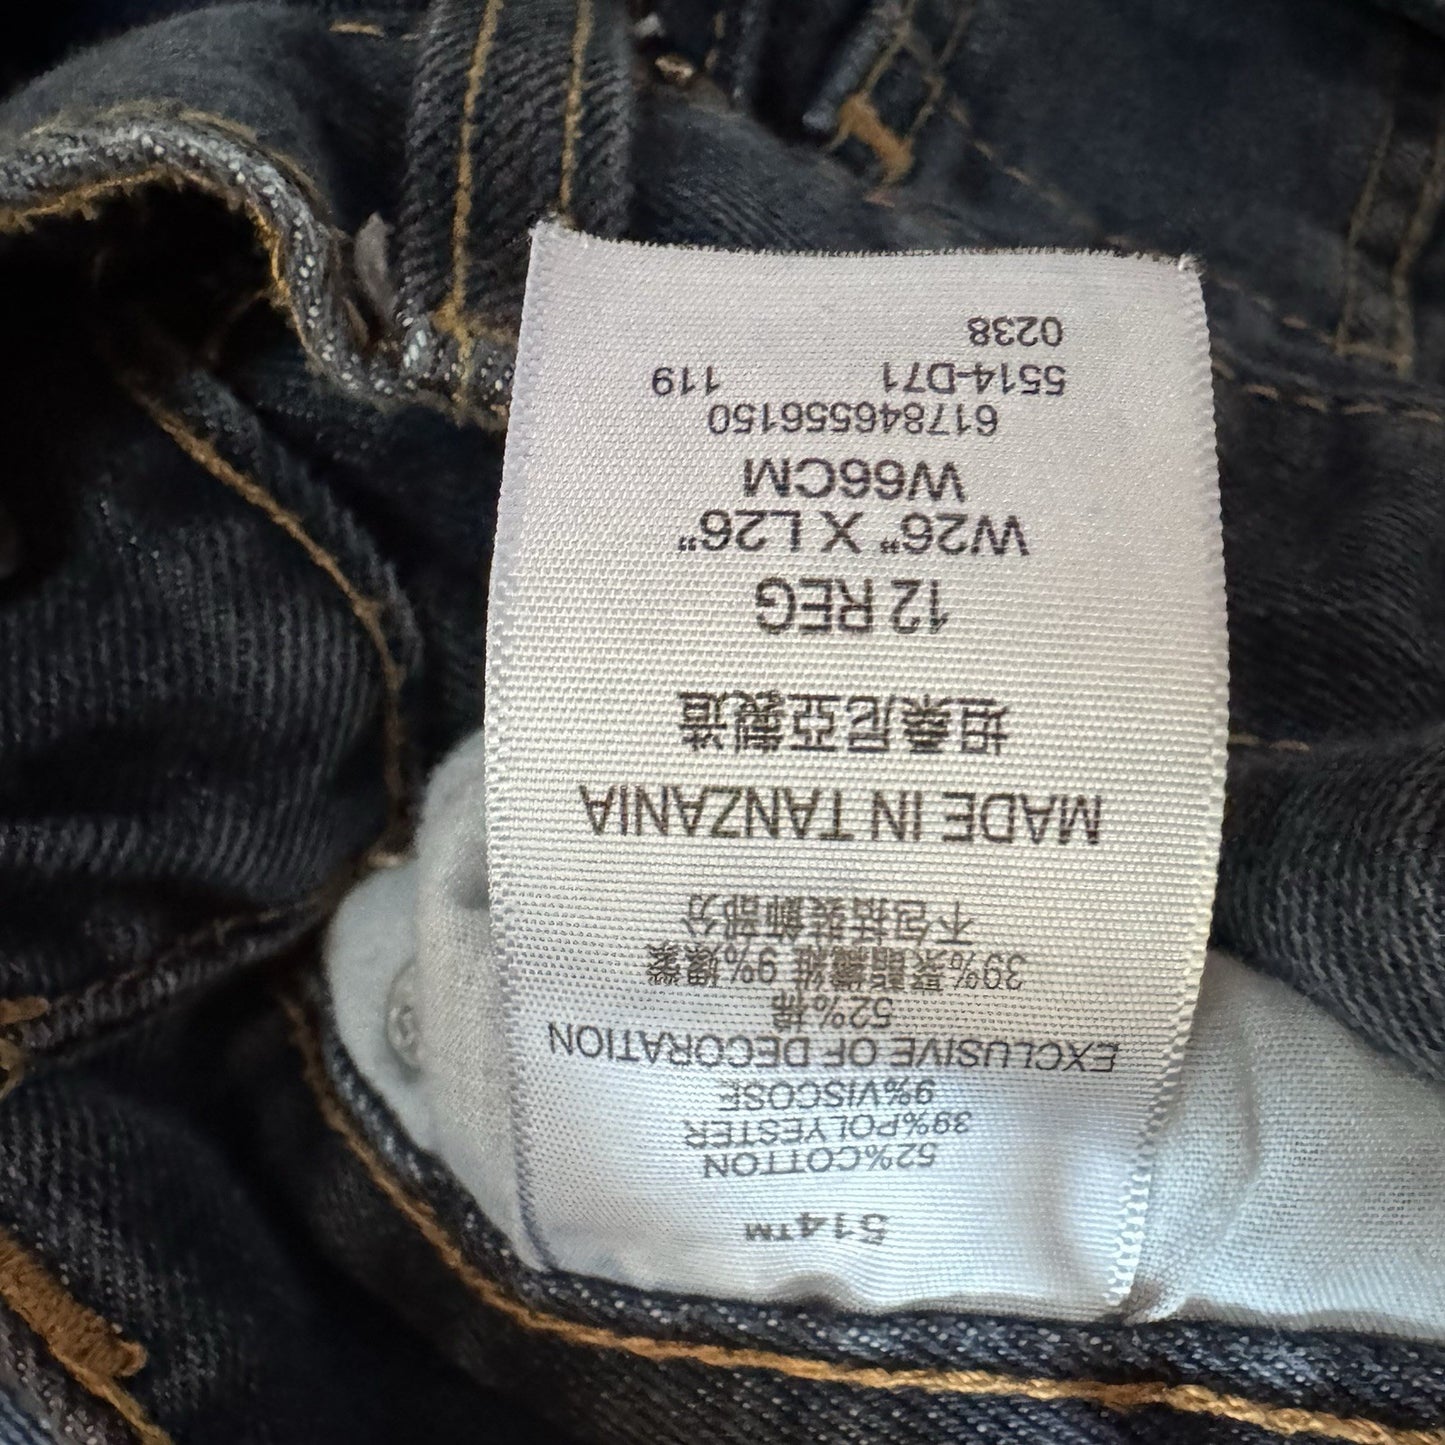 514™
52%COTTON
39%POLYESTER
9%VISCOSE
EXCLUSIVE OF DECORATION
52%棉
39%聚酯纖維 9%嫘縈
不包括裝飾部分
MADE IN TANZANIA
坦桑尼亞製造
12 REG
W26” X L26”
W66CM
617846556150
5514-D71 119
0238